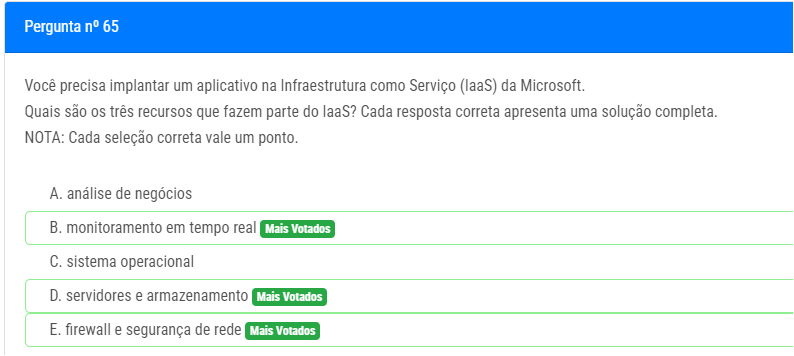 Pergunta nº 65
Você precisa implantar um aplicativo na Infraestrutura como Serviço (IaaS) da Microsoft.
Quais são os três recursos que fazem parte do IaaS? Cada resposta correta apresenta uma solução completa.
NOTA: Cada seleção correta vale um ponto.
A. análise de negócios
B. monitoramento em tempo real Mais Votados
C. sistema operacional
D. servidores e armazenamento Mais Votados
E. firewall e segurança de rede Mais Votados